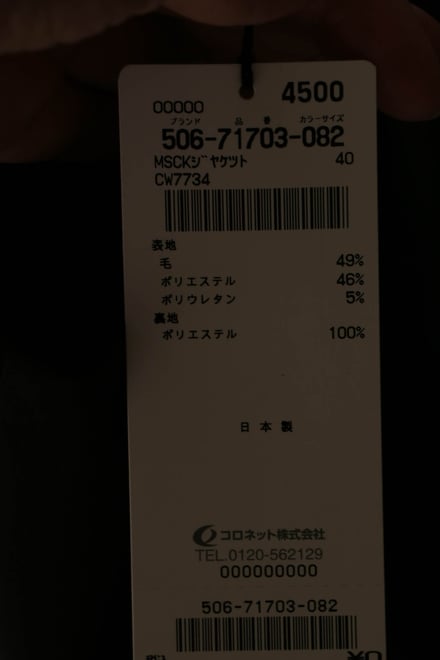 4500
00000
ブランド 品 番 カラーサイズ
506-71703-082
MSCKジャケツト 40
CW7734
表地
毛 49%
ポリエステル 46%
ポリウレタン 5%
裏地
ポリエステル 100%
日本製
コロネット株式会社
TEL.0120-562129
000000000
506-71703-082